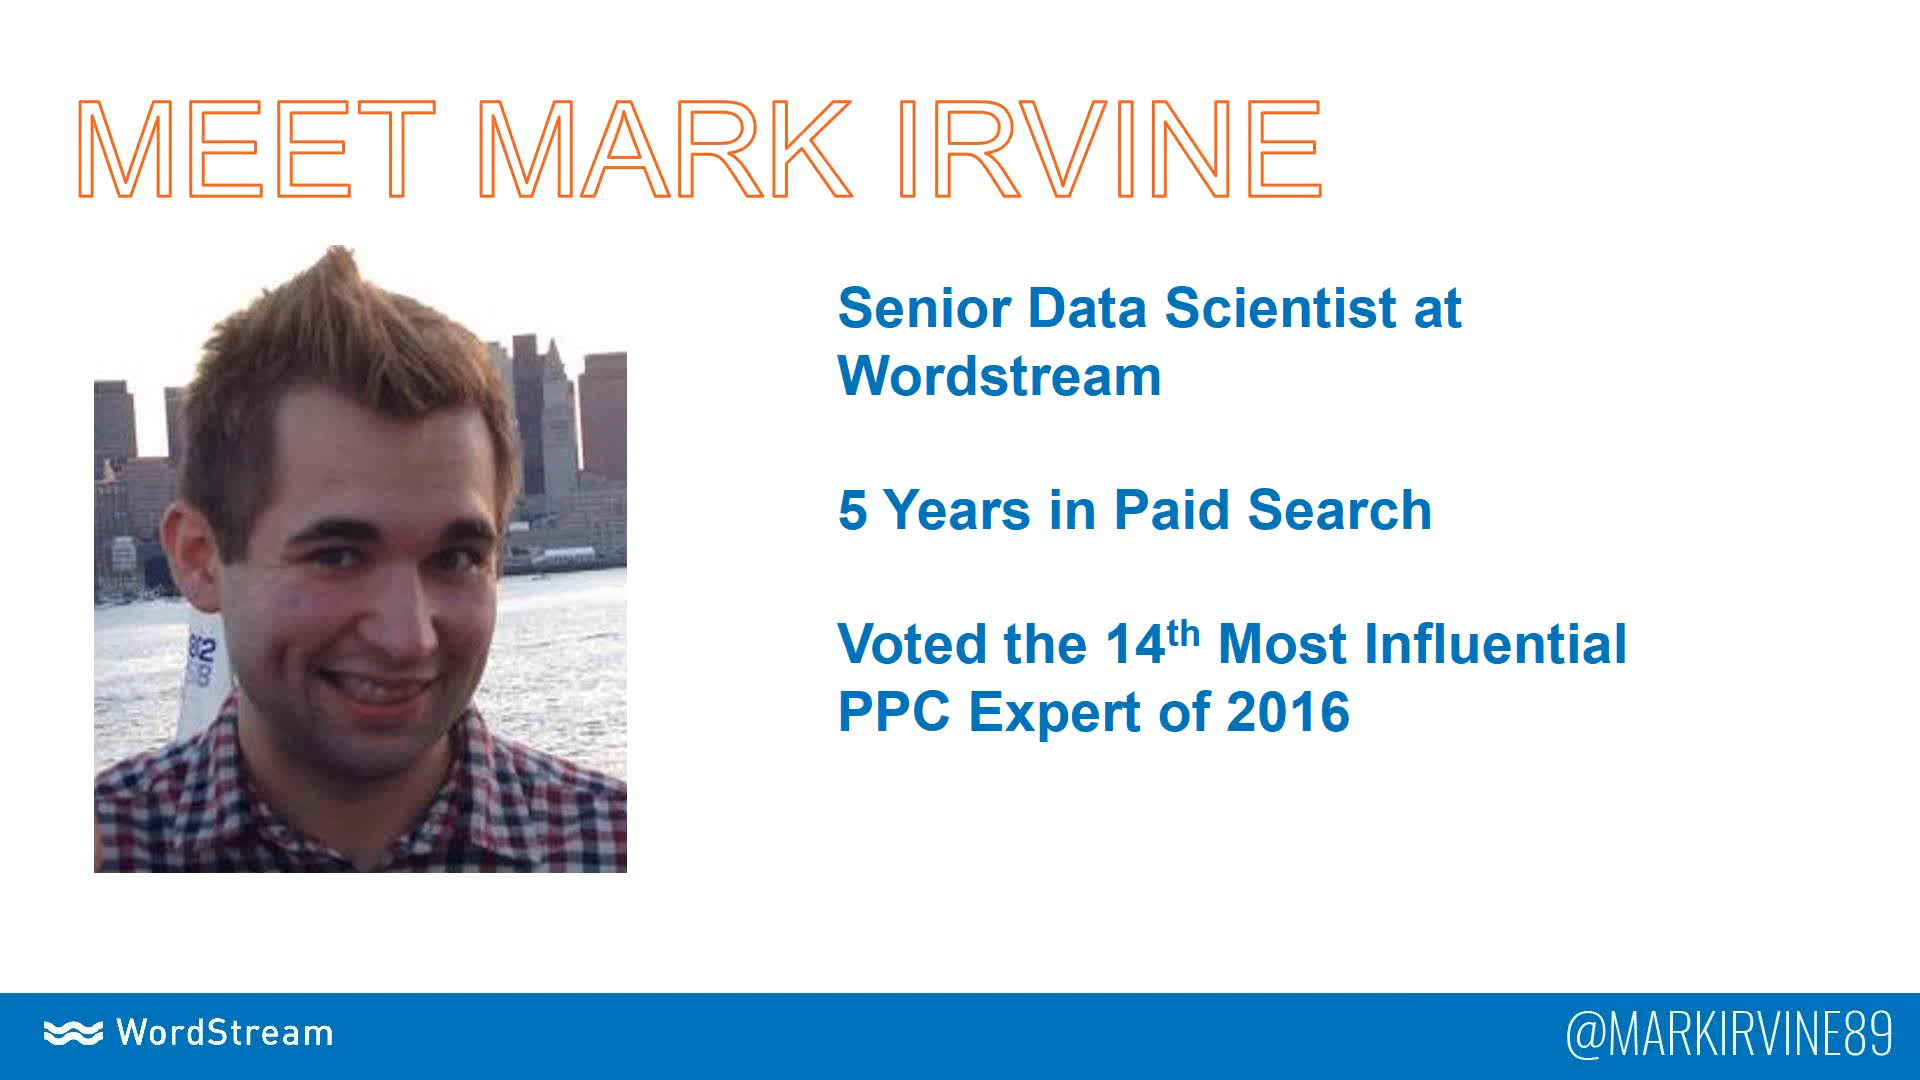 MEET MARK IRVINE
Senior Data Scientist at
Wordstream
5 Years in Paid Search
Voted the 14th Most Influential
PPC Expert of 2016
WordStream
@MARKIRVINE89